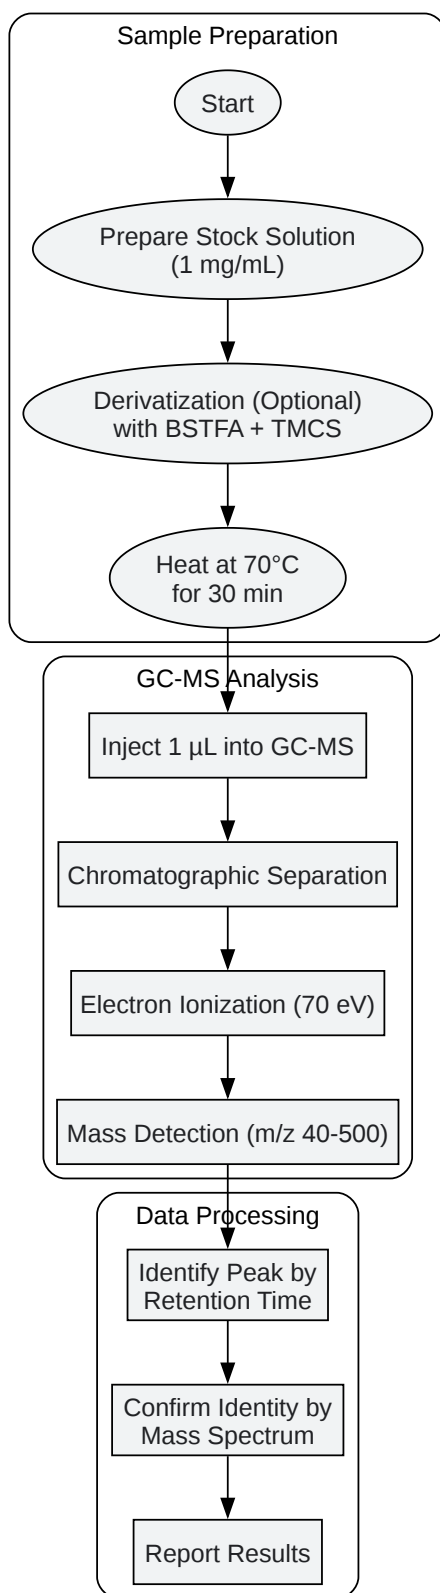 Sample Preparation
Start
Prepare Stock Solution
(1 mg/mL)
Derivatization (Optional)
with BSTFA + TMCS
Heat at 70°C
for 30 min
GC-MS Analysis
Inject 1 µL into GC-MS
Chromatographic Separation
Electron Ionization (70 eV)
Mass Detection (m/z 40-500)
Data Processing
Identify Peak by
Retention Time
Confirm Identity by
Mass Spectrum
Report Results